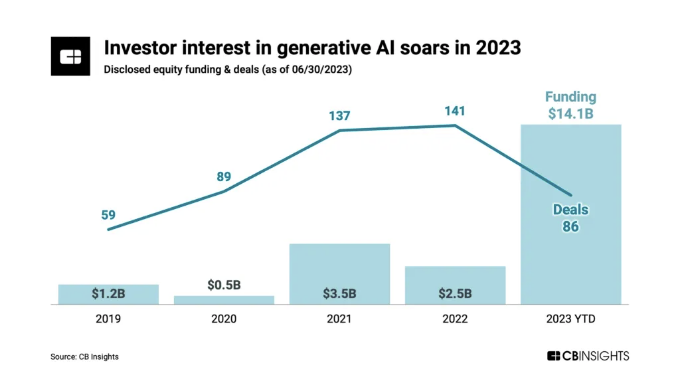 Investor interest in generative AI soars in 2023
Disclosed equity funding & deals (as of 06/30/2023)
Funding
$14.1B
137
141
89
59
Deals
86
$1.2B
$0.5B
$3.5B
$2.5B
2019
2020
2021
2022
2023 YTD
Source: CB Insights
CBINSIGHTS